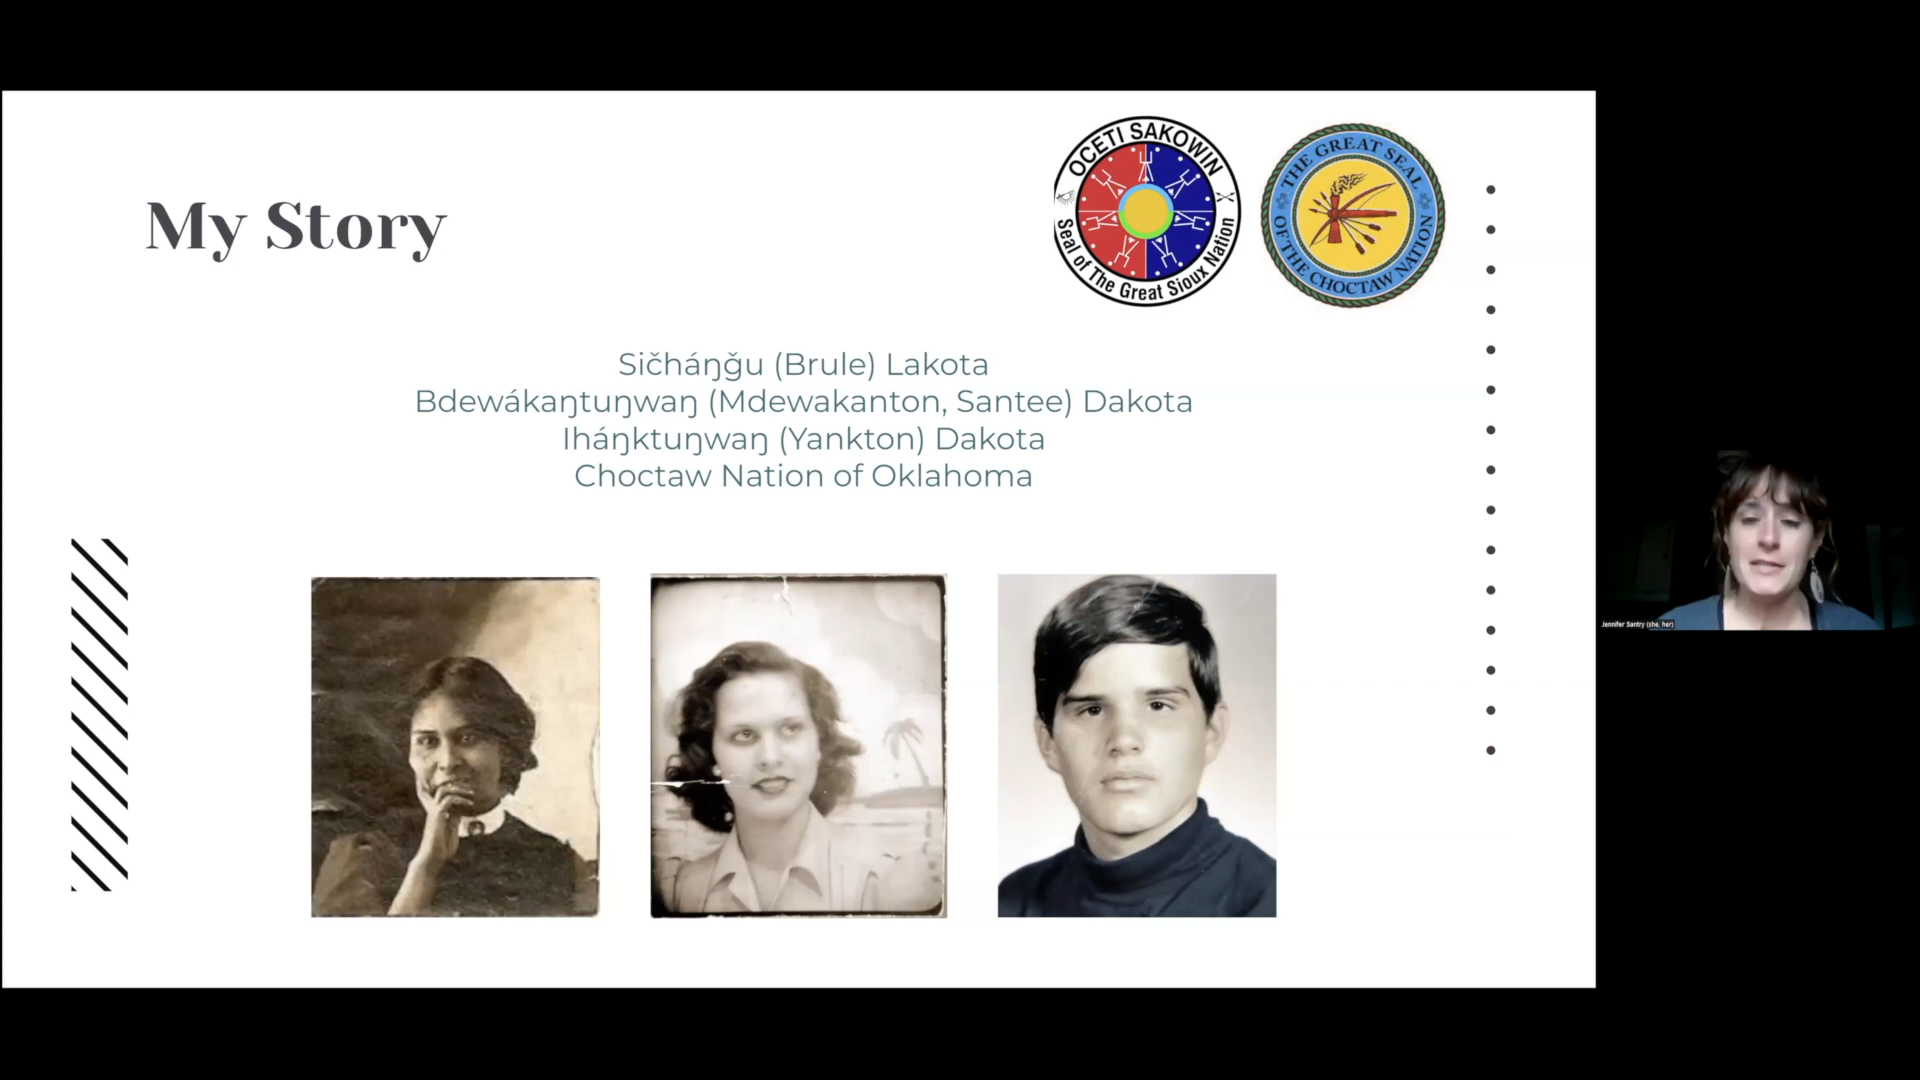 My Story
OCETI SAKOWIN
Seal of The Great Sioux Nation
THE GREAT SEAL
OF THE CHOCTAW NATION
Sičháŋǧu (Brule) Lakota
Bdewákaŋtuŋwaŋ (Mdewakanton, Santee) Dakota
Iháŋktuŋwaŋ (Yankton) Dakota
Choctaw Nation of Oklahoma
Jennifer Santry (she, her)